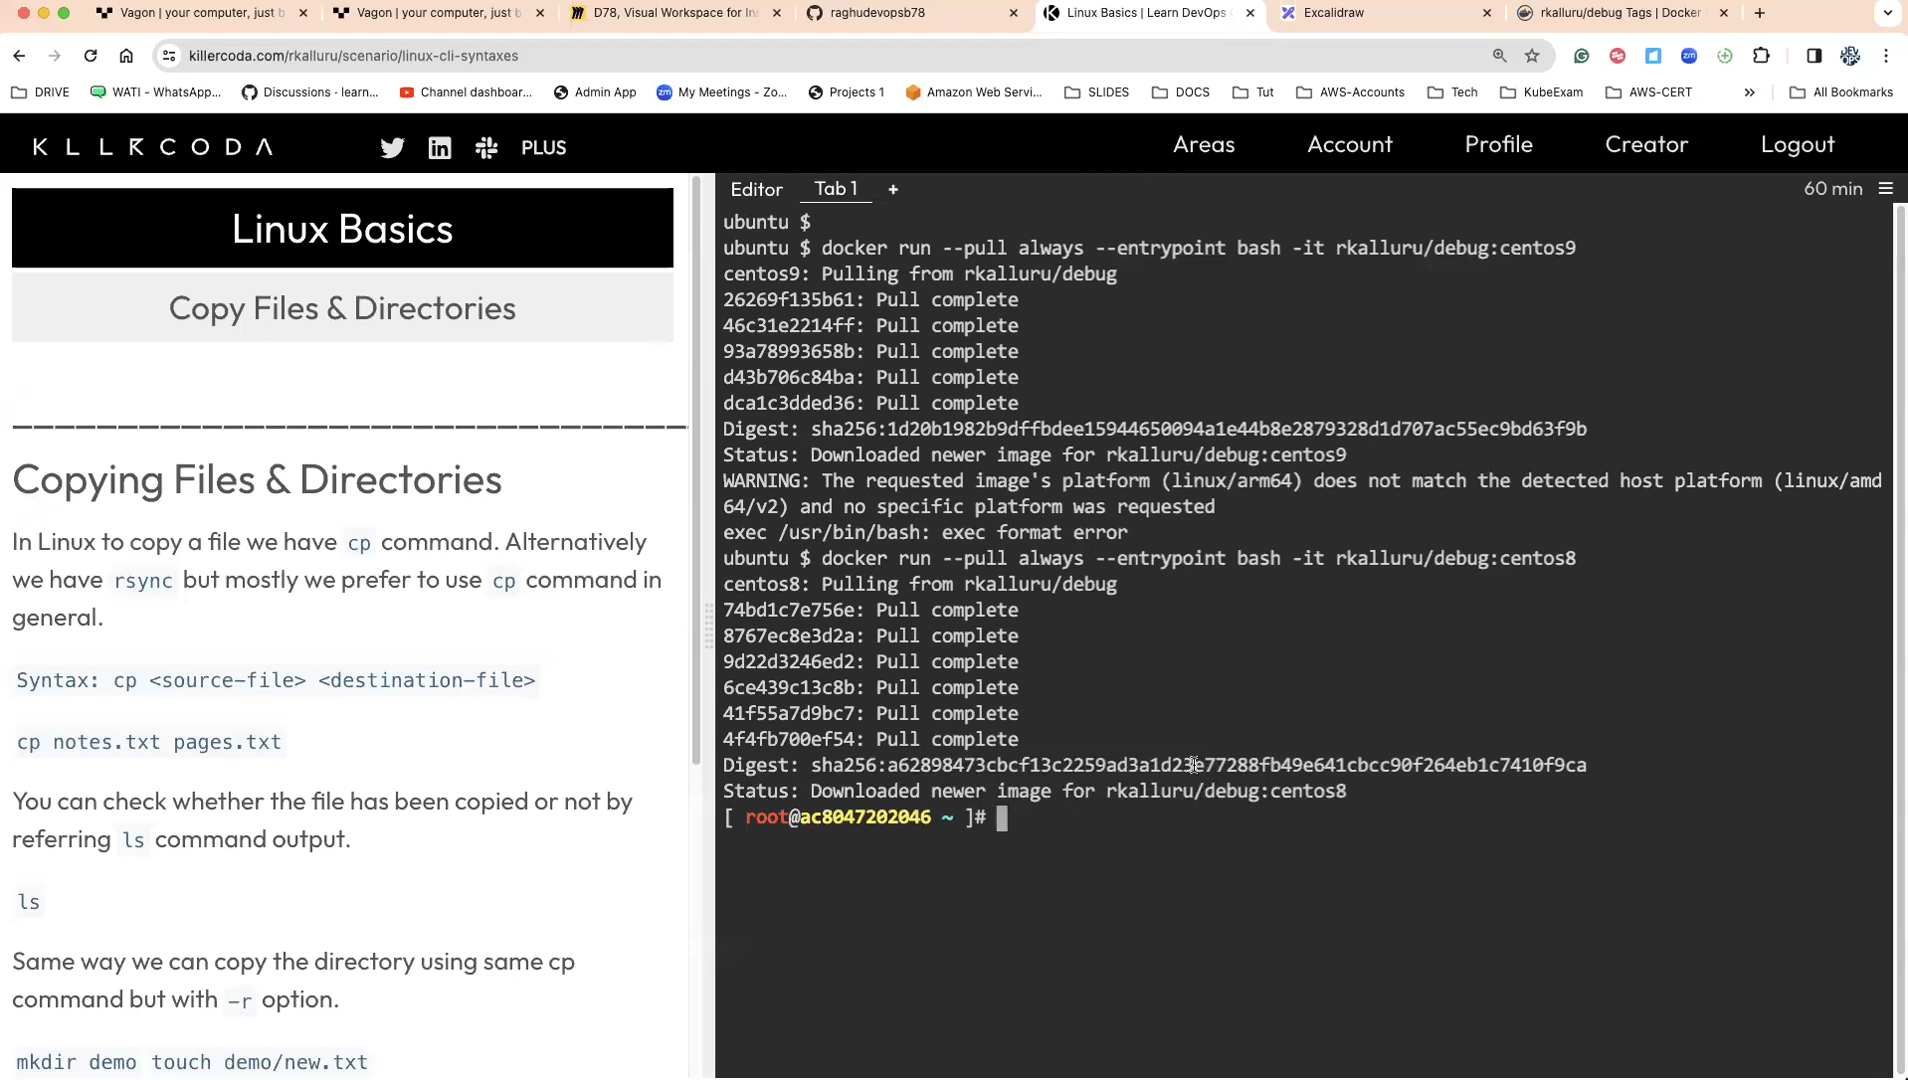 Vagon | your computer, just b
Vagon | your computer, just b
D78, Visual Workspace for In
raghudevopsb78
Linux Basics | Learn DevOps
Excalidraw
rkalluru/debug Tags | Docker
killercoda.com/rkalluru/scenario/linux-cli-syntaxes
DRIVE
WATI - WhatsApp...
Discussions · learn...
Channel dashboar...
Admin App
My Meetings - Zo...
Projects 1
Amazon Web Servi...
SLIDES
DOCS
Tut
AWS-Accounts
Tech
KubeExam
AWS-CERT
»
All Bookmarks
KLLRCODA
PLUS
Areas
Account
Profile
Creator
Logout
Linux Basics
Copy Files & Directories
Copying Files & Directories
In Linux to copy a file we have cp command. Alternatively
we have rsync but mostly we prefer to use cp command in
general.
Syntax: cp <source-file> <destination-file>
cp notes.txt pages.txt
You can check whether the file has been copied or not by
referring ls command output.
ls
Same way we can copy the directory using same cp
command but with -r option.
mkdir demo touch demo/new.txt
Editor
Tab 1
+
60 min
ubuntu $
ubuntu $ docker run --pull always --entrypoint bash -it rkalluru/debug:centos9
centos9: Pulling from rkalluru/debug
26269f135b61: Pull complete
46c31e2214ff: Pull complete
93a78993658b: Pull complete
d43b706c84ba: Pull complete
dca1c3dded36: Pull complete
Digest: sha256:1d20b1982b9dffbdee15944650094a1e44b8e2879328d1d707ac55ec9bd63f9b
Status: Downloaded newer image for rkalluru/debug:centos9
WARNING: The requested image's platform (linux/arm64) does not match the detected host platform (linux/amd
64/v2) and no specific platform was requested
exec /usr/bin/bash: exec format error
ubuntu $ docker run --pull always --entrypoint bash -it rkalluru/debug:centos8
centos8: Pulling from rkalluru/debug
74bd1c7e756e: Pull complete
8767ec8e3d2a: Pull complete
9d22d3246ed2: Pull complete
6ce439c13c8b: Pull complete
41f55a7d9bc7: Pull complete
4f4fb700ef54: Pull complete
Digest: sha256:a62898473cbcf13c2259ad3a1d23e77288fb49e641cbcc90f264eb1c7410f9ca
Status: Downloaded newer image for rkalluru/debug:centos8
[ root@ac8047202046 ~ ]#